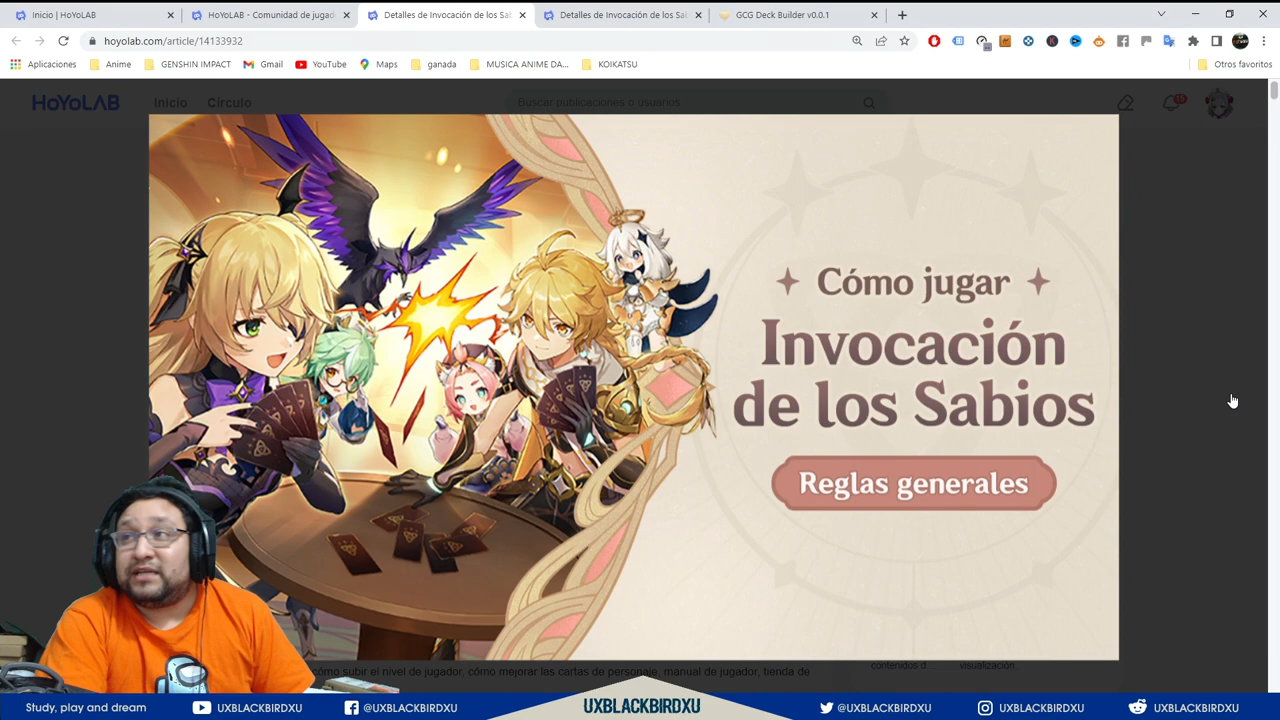 Inicio | HoYoLAB
HoYoLAB - Comunidad de jugad
Detalles de Invocación de los Sa
Detalles de Invocación de los Sa
GCG Deck Builder v0.0.1
hoyolab.com/article/14133932
Aplicaciones
Anime
GENSHIN IMPACT
Gmail
YouTube
Maps
ganada
MUSICA ANIME DA...
KOIKATSU
Otros favoritos
HoYoLAB
Inicio
Círculo
Buscar publicaciones o usuarios
15
Cómo jugar
Invocación
de los Sabios
Reglas generales
cómo subir el nivel de jugador, cómo mejorar las cartas de personaje, manual de jugador, tienda de
contenidos d
visualización
Study, play and dream
UXBLACKBIRDXU
@UXBLACKBIRDXU
UXBLACKBIRDXU
@UXBLACKBIRDXU
UXBLACKBIRDXU
UXBLACKBIRDXU